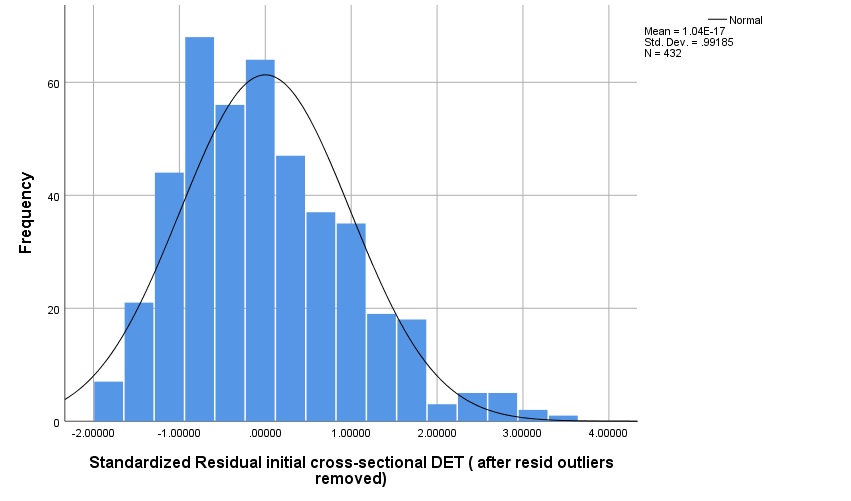 Normal
Mean = 1.04E-17
Std. Dev. = .99185
N = 432
60
40
20
0
Frequency
-2.00000 -1.00000 .00000 1.00000 2.00000 3.00000 4.00000
Standardized Residual initial cross-sectional DET ( after resid outliers
removed)